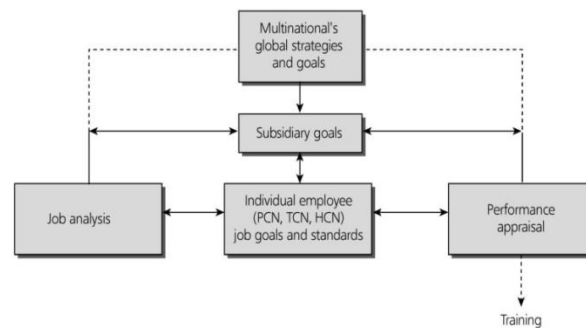 Multinational's
global strategies
and goals
Subsidiary goals
Job analysis
Individual employee
(PCN, TCN, HCN)
job goals and standards
Performance
appraisal
Training